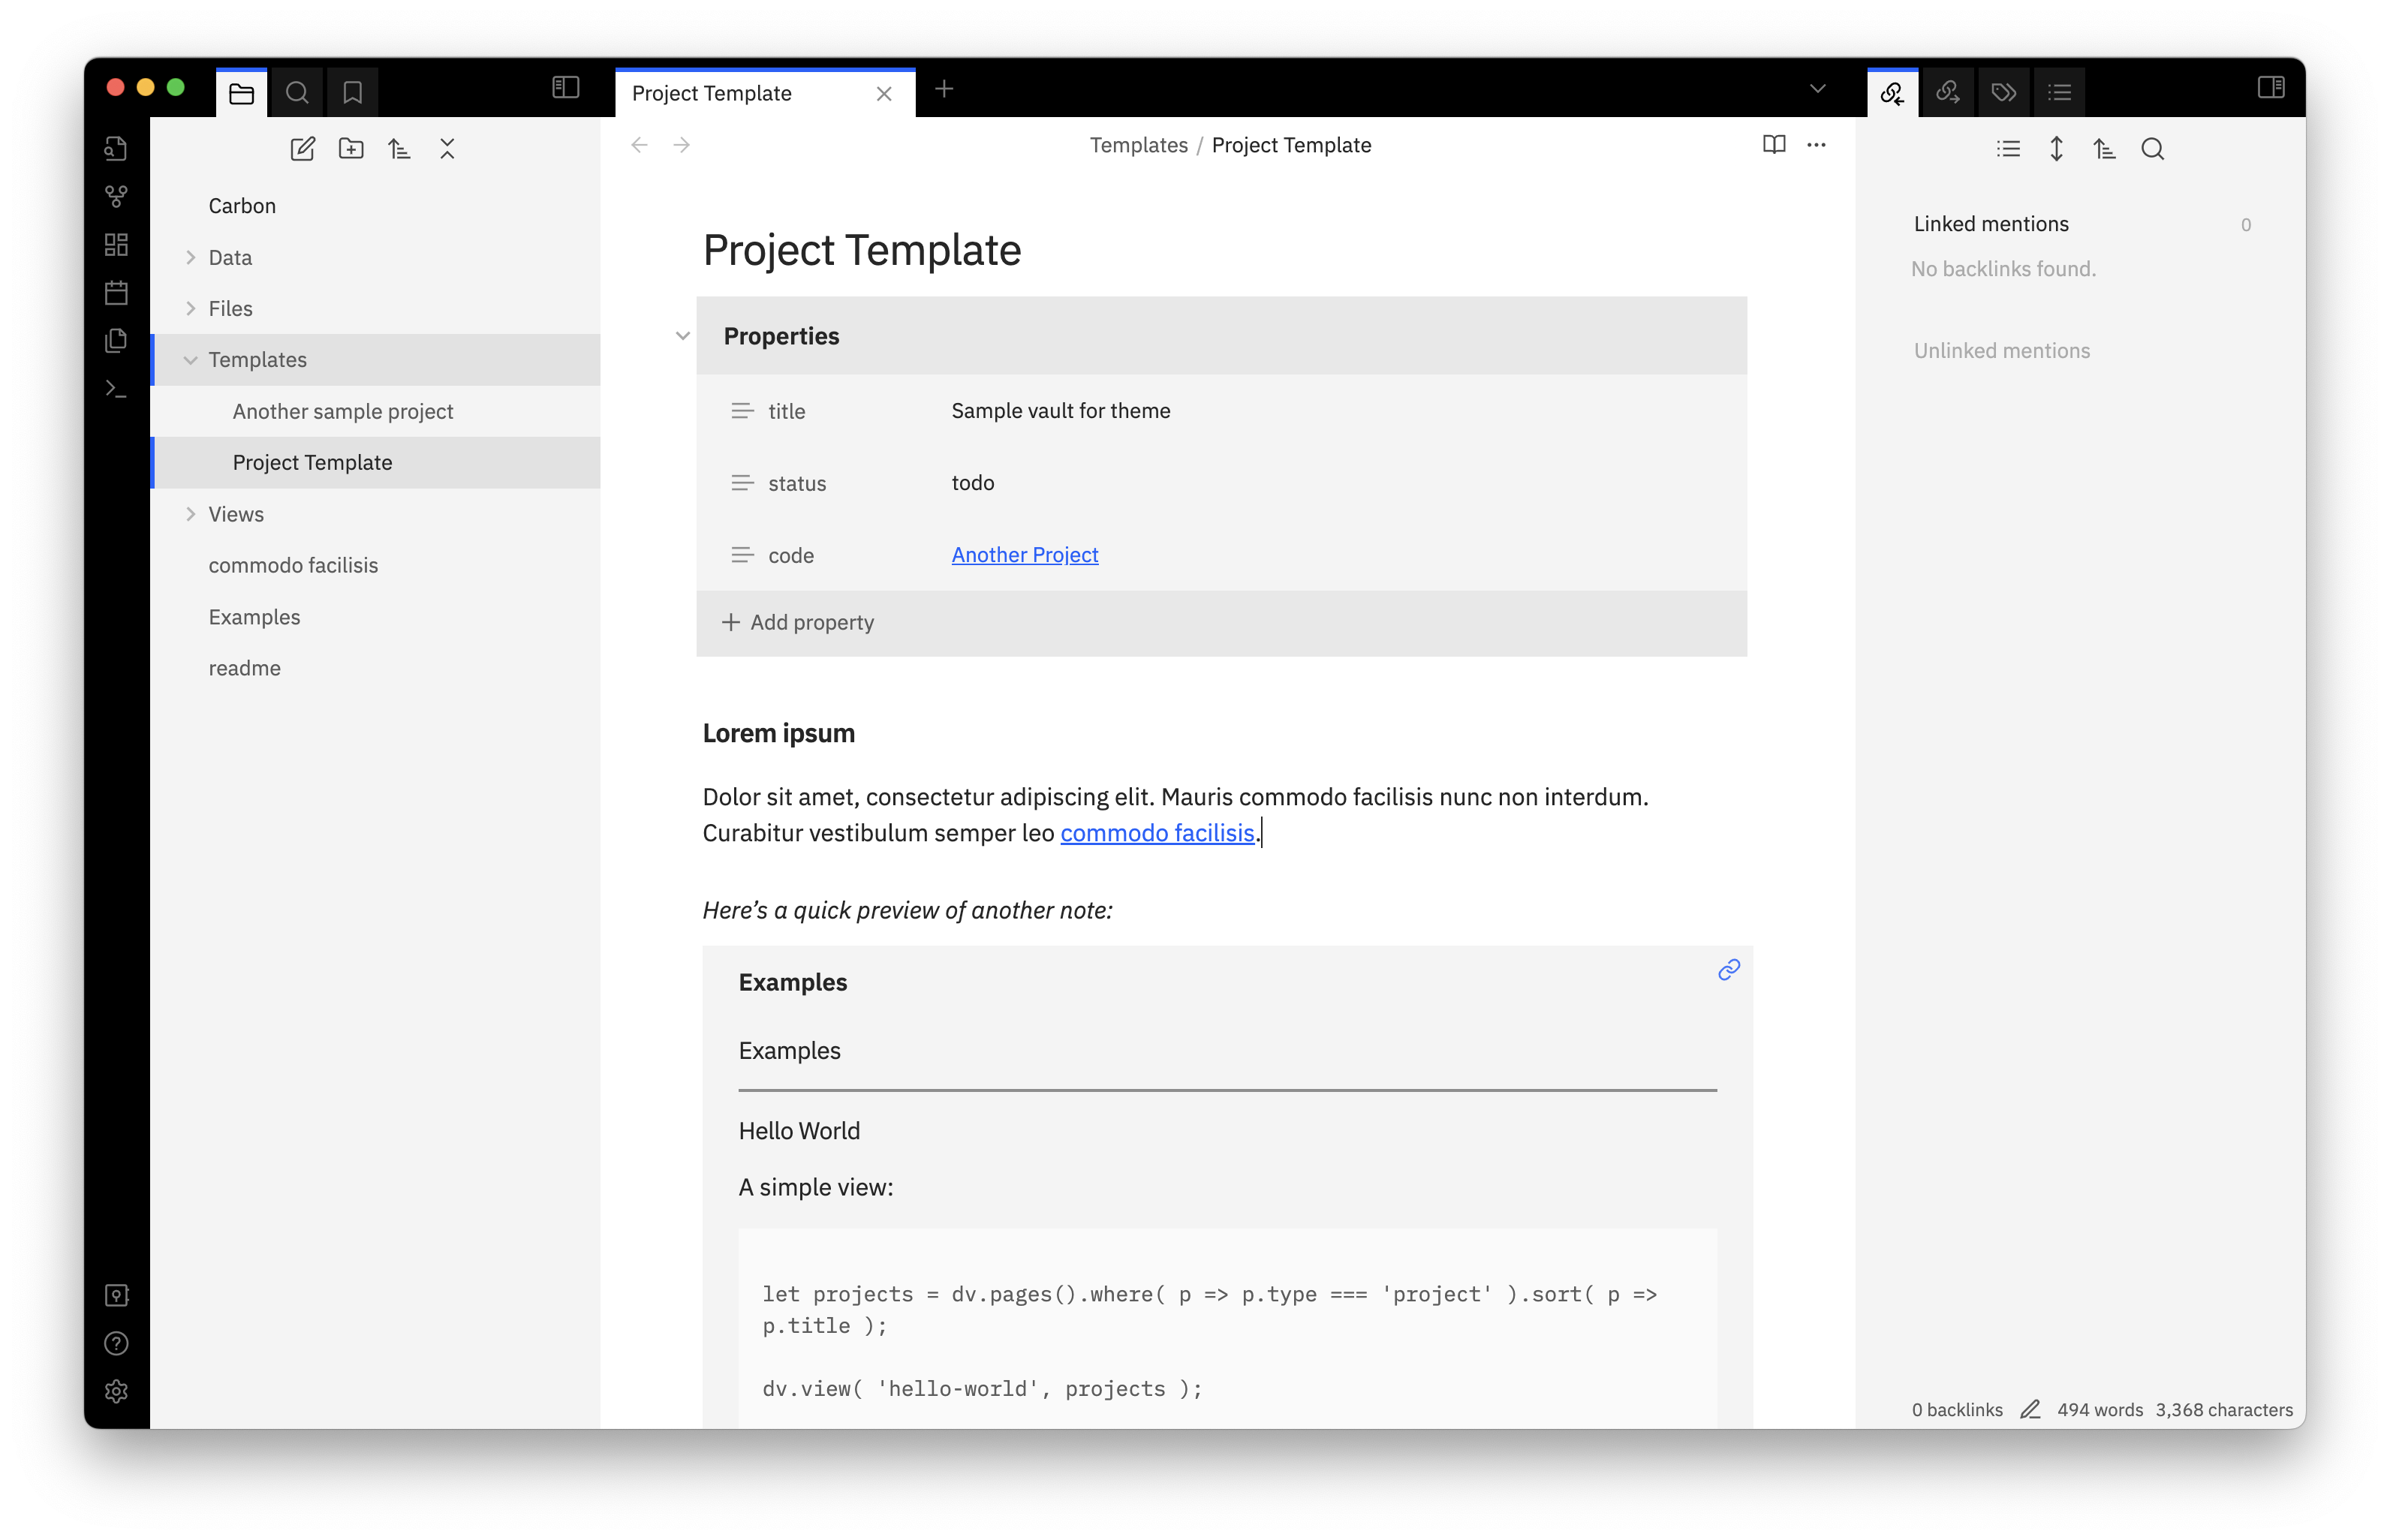 Project Template
Templates / Project Template
Carbon
Data
Files
Templates
Another sample project
Project Template
Views
commodo facilisis
Examples
readme
Project Template
Properties
title Sample vault for theme
status todo
code Another Project
Add property
Lorem ipsum
Dolor sit amet, consectetur adipiscing elit. Mauris commodo facilisis nunc non interdum.
Curabitur vestibulum semper leo commodo facilisis.
Here’s a quick preview of another note:
Examples
Examples
Hello World
A simple view:
let projects = dv.pages().where( p => p.type === 'project' ).sort( p =>
p.title );
dv.view( 'hello-world', projects );
Linked mentions 0
No backlinks found.
Unlinked mentions
0 backlinks 494 words 3,368 characters